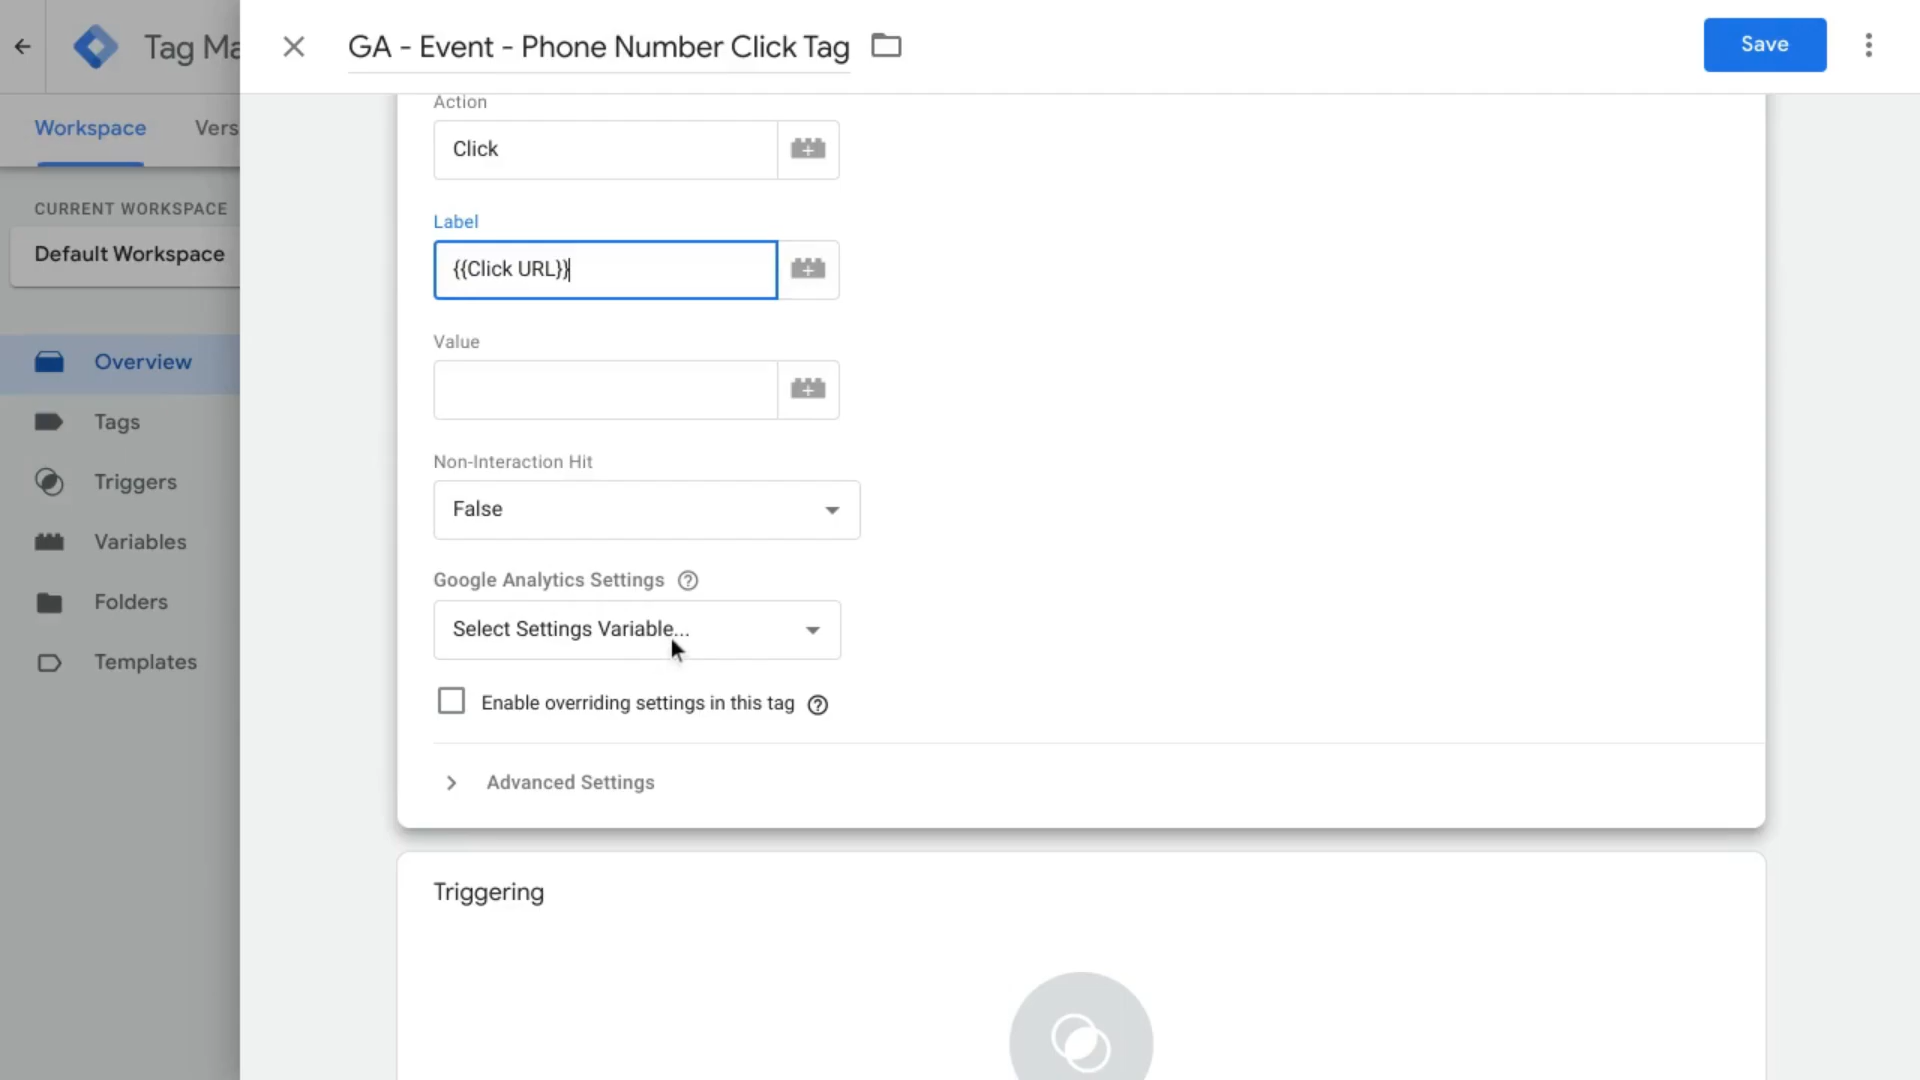 Tag Ma
GA - Event - Phone Number Click Tag
Save
Workspace
Vers
CURRENT WORKSPACE
Default Workspace
Overview
Tags
Triggers
Variables
Folders
Templates
Action
Click
Label
{{Click URL}}
Value
Non-Interaction Hit
False
Google Analytics Settings
Select Settings Variable...
Enable overriding settings in this tag
Advanced Settings
Triggering